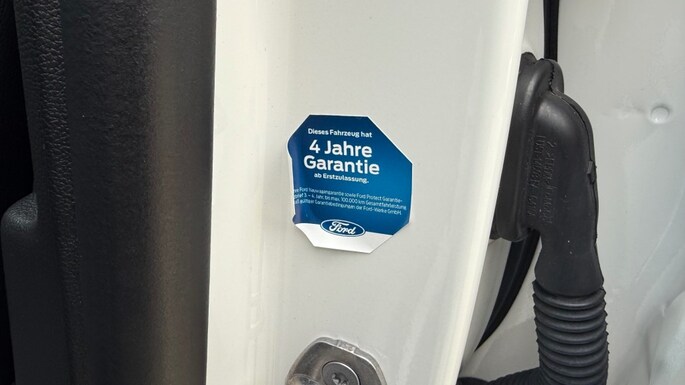 Dieses Fahrzeug hat
4 Jahre
Garantie
ab Erstzulassung.
Ford Neuwagengarantie sowie Ford Protect Garantie-
3. – 4. Jahr, bis max. 100.000 km Gesamtfahrleistung
Garantiebedingungen der Ford-Werke GmbH.
Ford